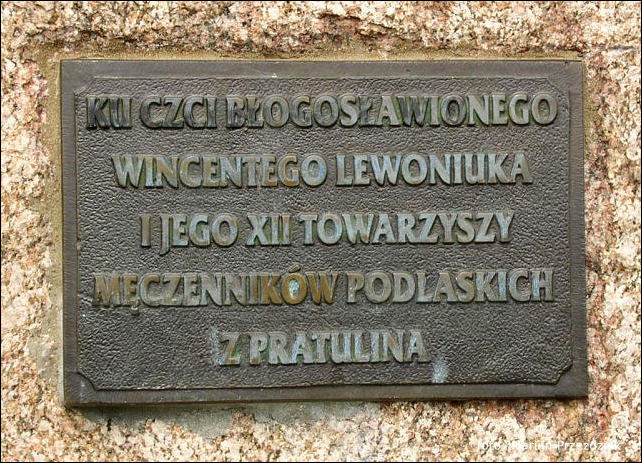 KU CZCI BŁOGOSŁAWIONEGO
WINCENTEGO LEWONIUKA
I JEGO XII TOWARZYSZY
MĘCZENNIKÓW PODLASKICH
Z PRATULINA